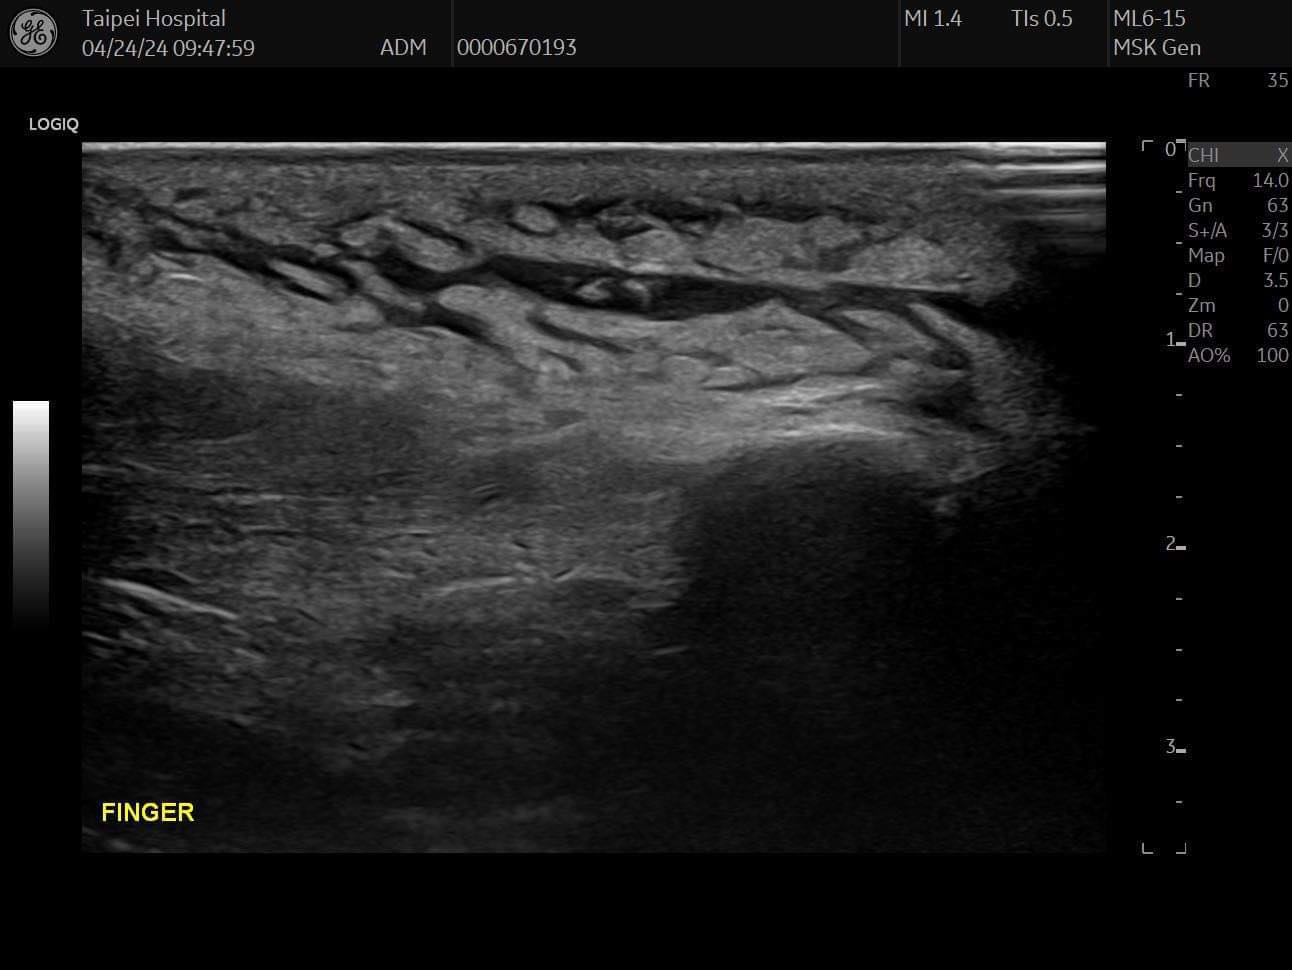 GE
Taipei Hospital
04/24/24 09:47:59
ADM
0000670193
MI 1.4
TIs 0.5
ML6-15
MSK Gen
FR 35
LOGIQ
CHI X
Frq 14.0
Gn 63
S+/A 3/3
Map F/0
D 3.5
Zm 0
DR 63
AO% 100
0
1
2
3
FINGER